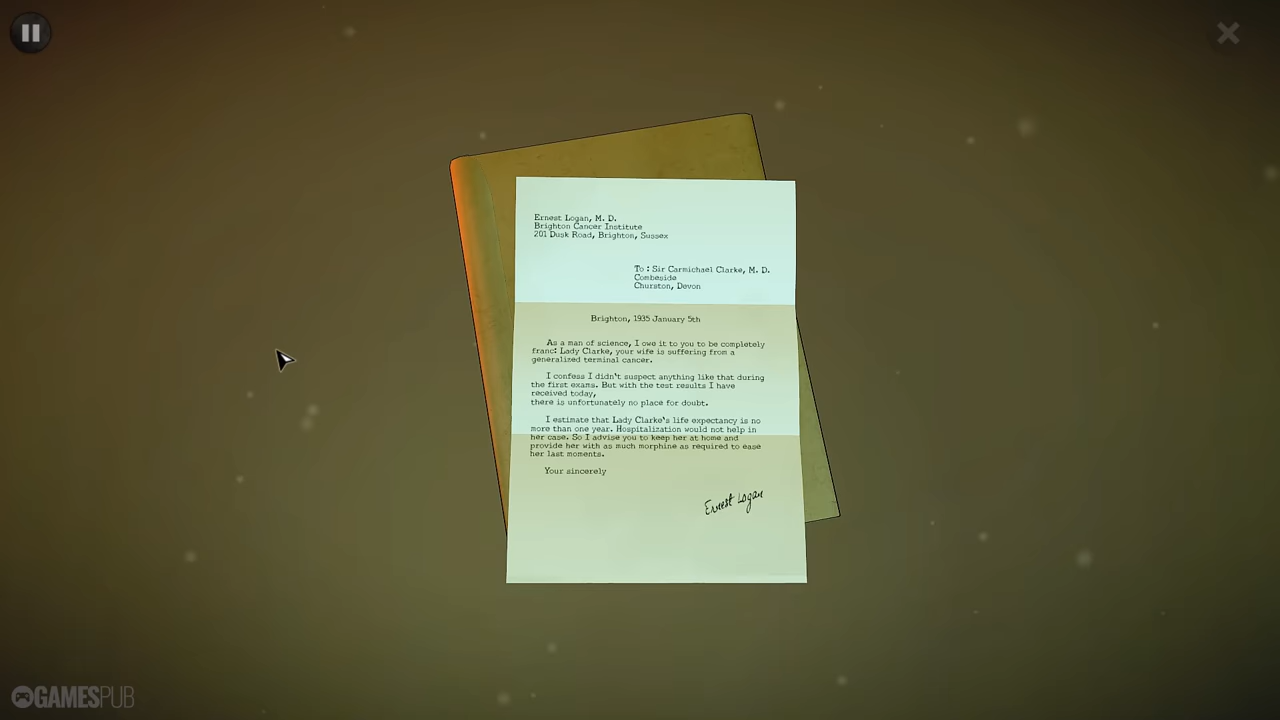 Ernest Logan, M. D.
Brighton Cancer Institute
201 Dusk Road, Brighton, Sussex
To : Sir Carmichael Clarke, M. D.
Combeside
Churston, Devon
Brighton, 1935 January 5th
As a man of science, I owe it to you to be completely
franc: Lady Clarke, your wife is suffering from a
generalized terminal cancer.
I confess I didn't suspect anything like that during
the first exams. But with the test results I have
received today,
there is unfortunately no place for doubt.
I estimate that Lady Clarke's life expectancy is no
more than one year. Hospitalization would not help in
her case. So I advise you to keep her at home and
provide her with as much morphine as required to ease
her last moments.
Your sincerely
Ernest Logan
GAMESPUB